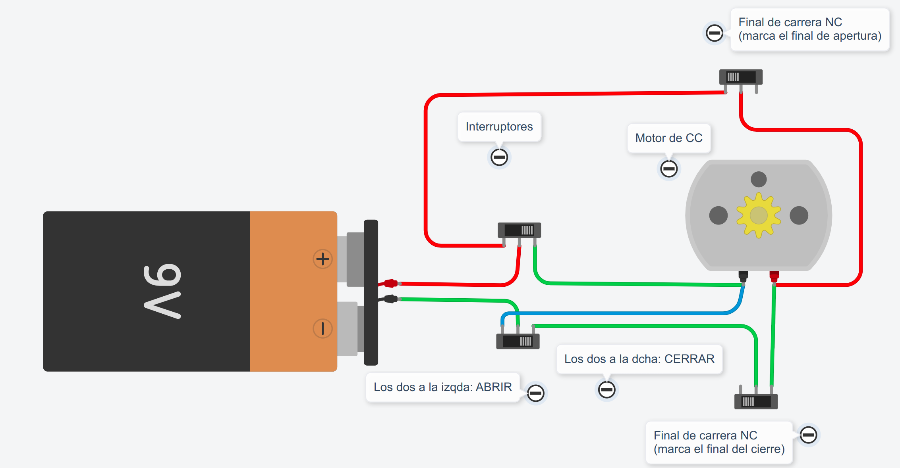 Final de carrera NC
(marca el final de apertura)
Interruptores
Motor de CC
+
9V
−
Los dos a la dcha: CERRAR
Los dos a la izqda: ABRIR
Final de carrera NC
(marca el final del cierre)